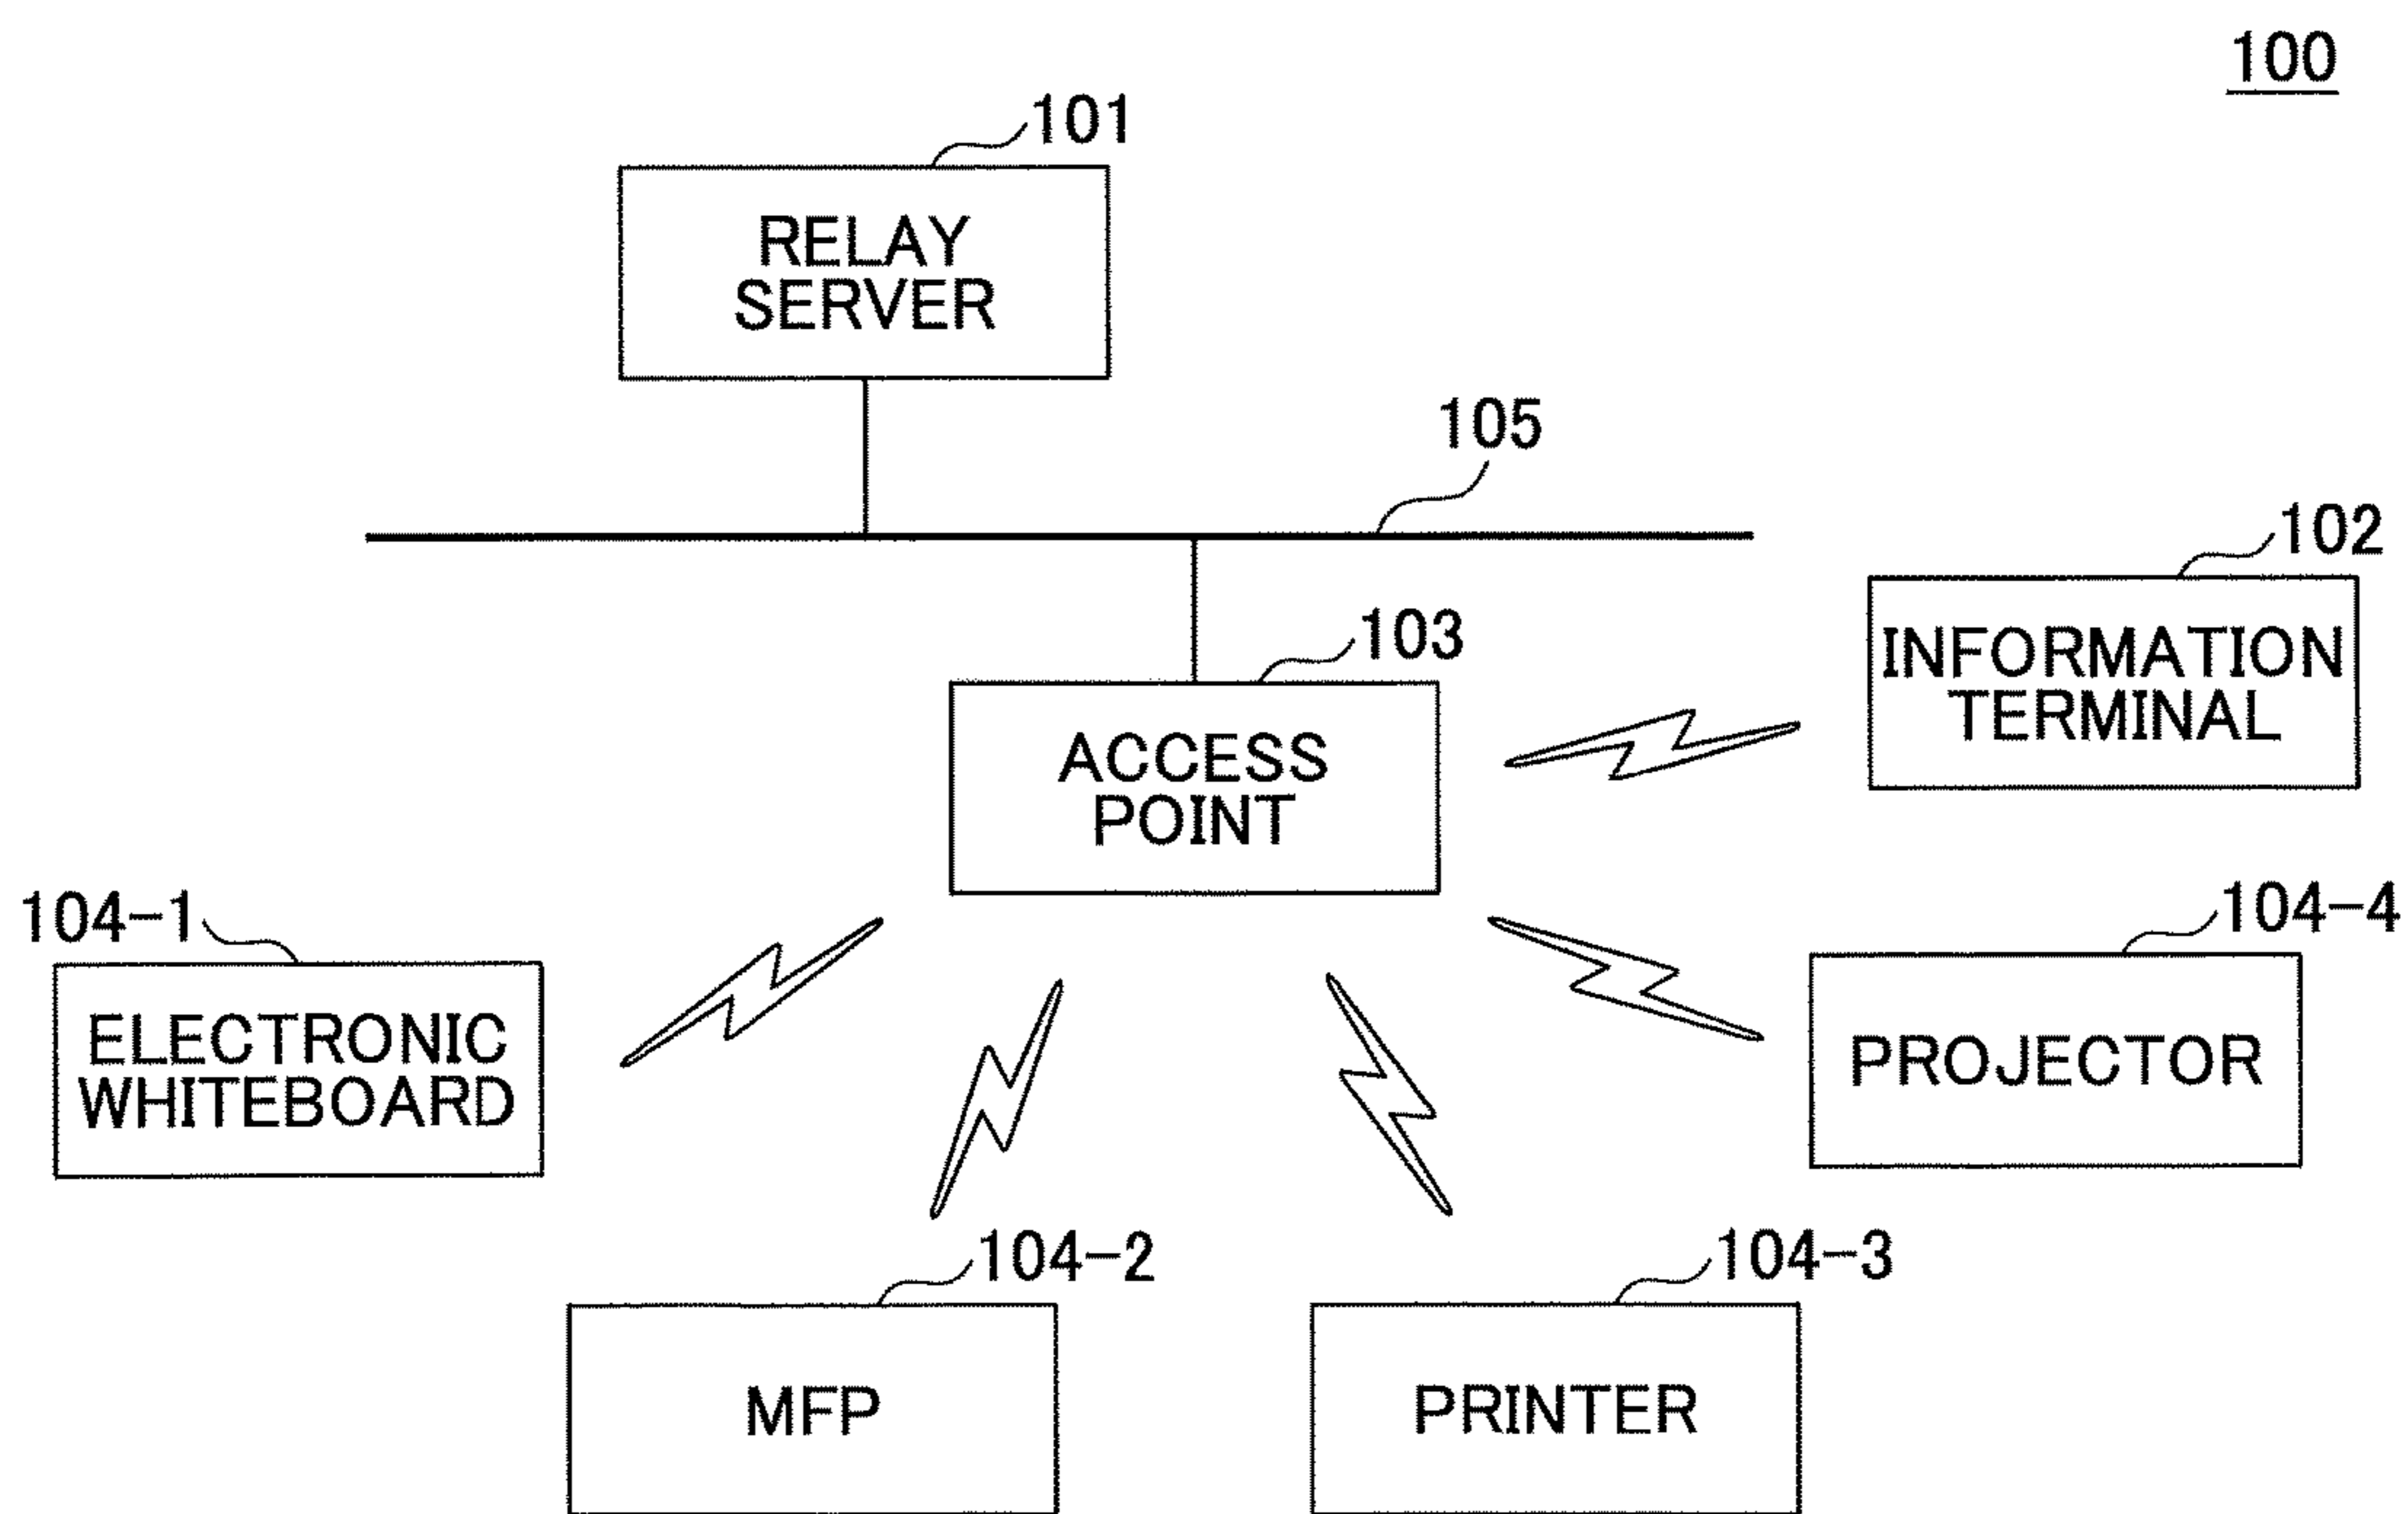 100
101
RELAY
SERVER
105
102
INFORMATION
TERMINAL
103
ACCESS
POINT
104-1
ELECTRONIC
WHITEBOARD
104-4
PROJECTOR
104-2
MFP
104-3
PRINTER